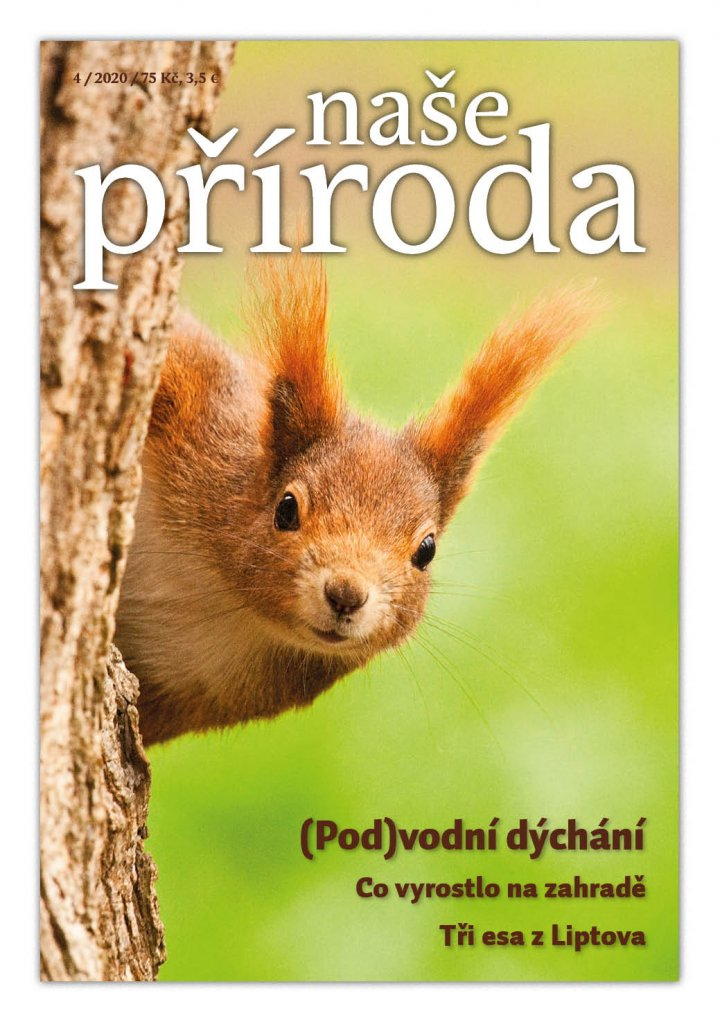 4 / 2020 / 75 Kč, 3,5 €
naše
příroda
(Pod)vodní dýchání
Co vyrostlo na zahradě
Tři esa z Liptova